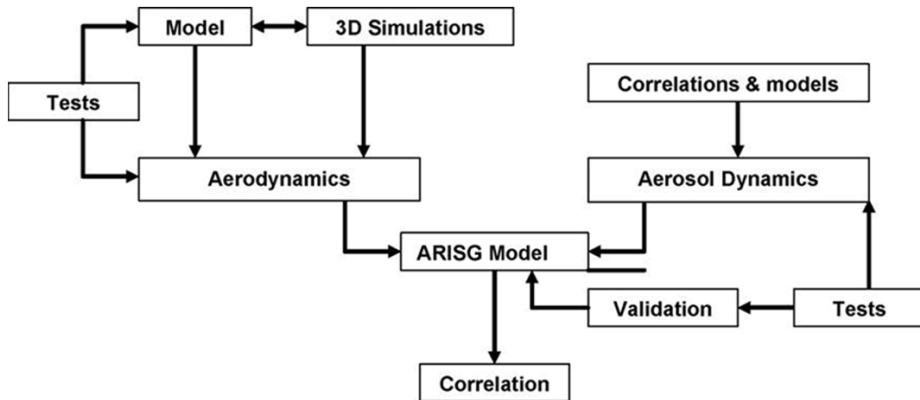 Model
3D Simulations
Tests
Correlations & models
Aerodynamics
Aerosol Dynamics
ARISG Model
Validation
Tests
Correlation